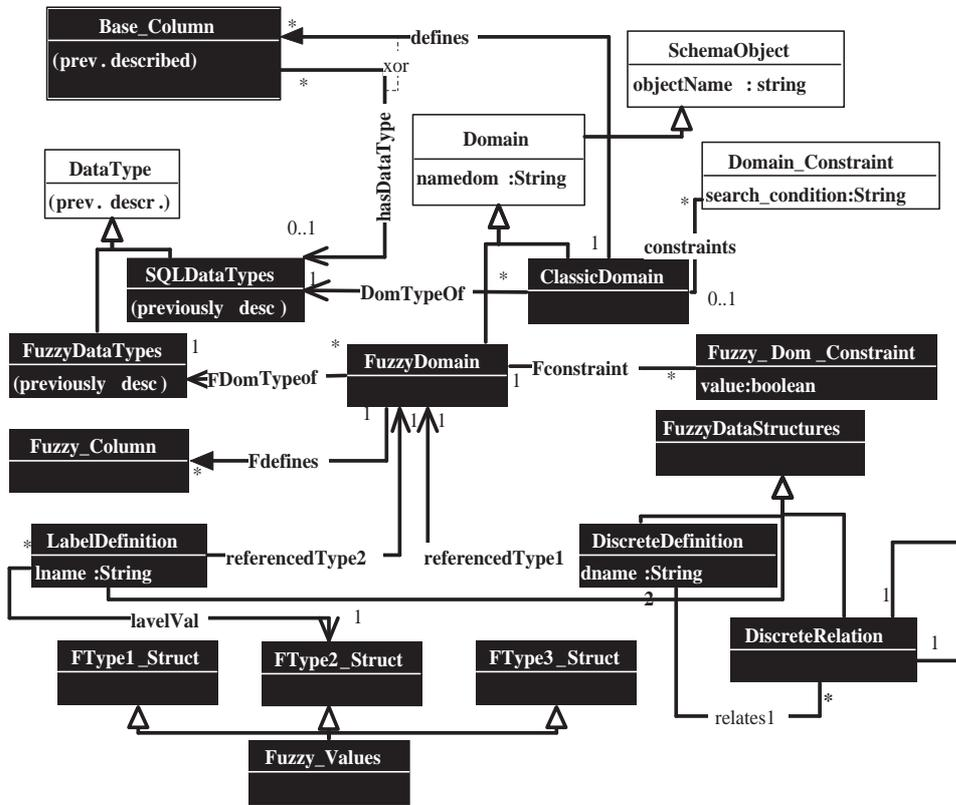 Base_Column
(prev. described)
*
*
defines
xor
hasDataType
SchemaObject
objectName : string
Domain
namedom :String
DataType
(prev. descr.)
Domain_Constraint
search_condition:String
*
constraints
0..1
0..1
1
SQLDataTypes
(previously desc )
1
DomTypeOf
*
ClassicDomain
FuzzyDataTypes
(previously desc )
1
FDomTypeof
*
FuzzyDomain
1
Fconstraint
*
Fuzzy_ Dom _Constraint
value:boolean
1
1
1
Fuzzy_Column
*
Fdefines
FuzzyDataStructures
*
LabelDefinition
lname :String
referencedType2
referencedType1
DiscreteDefinition
dname :String
2
lavelVal
1
1
1
DiscreteRelation
*
relates1
FType1_Struct
FType2_Struct
FType3_Struct
Fuzzy_Values